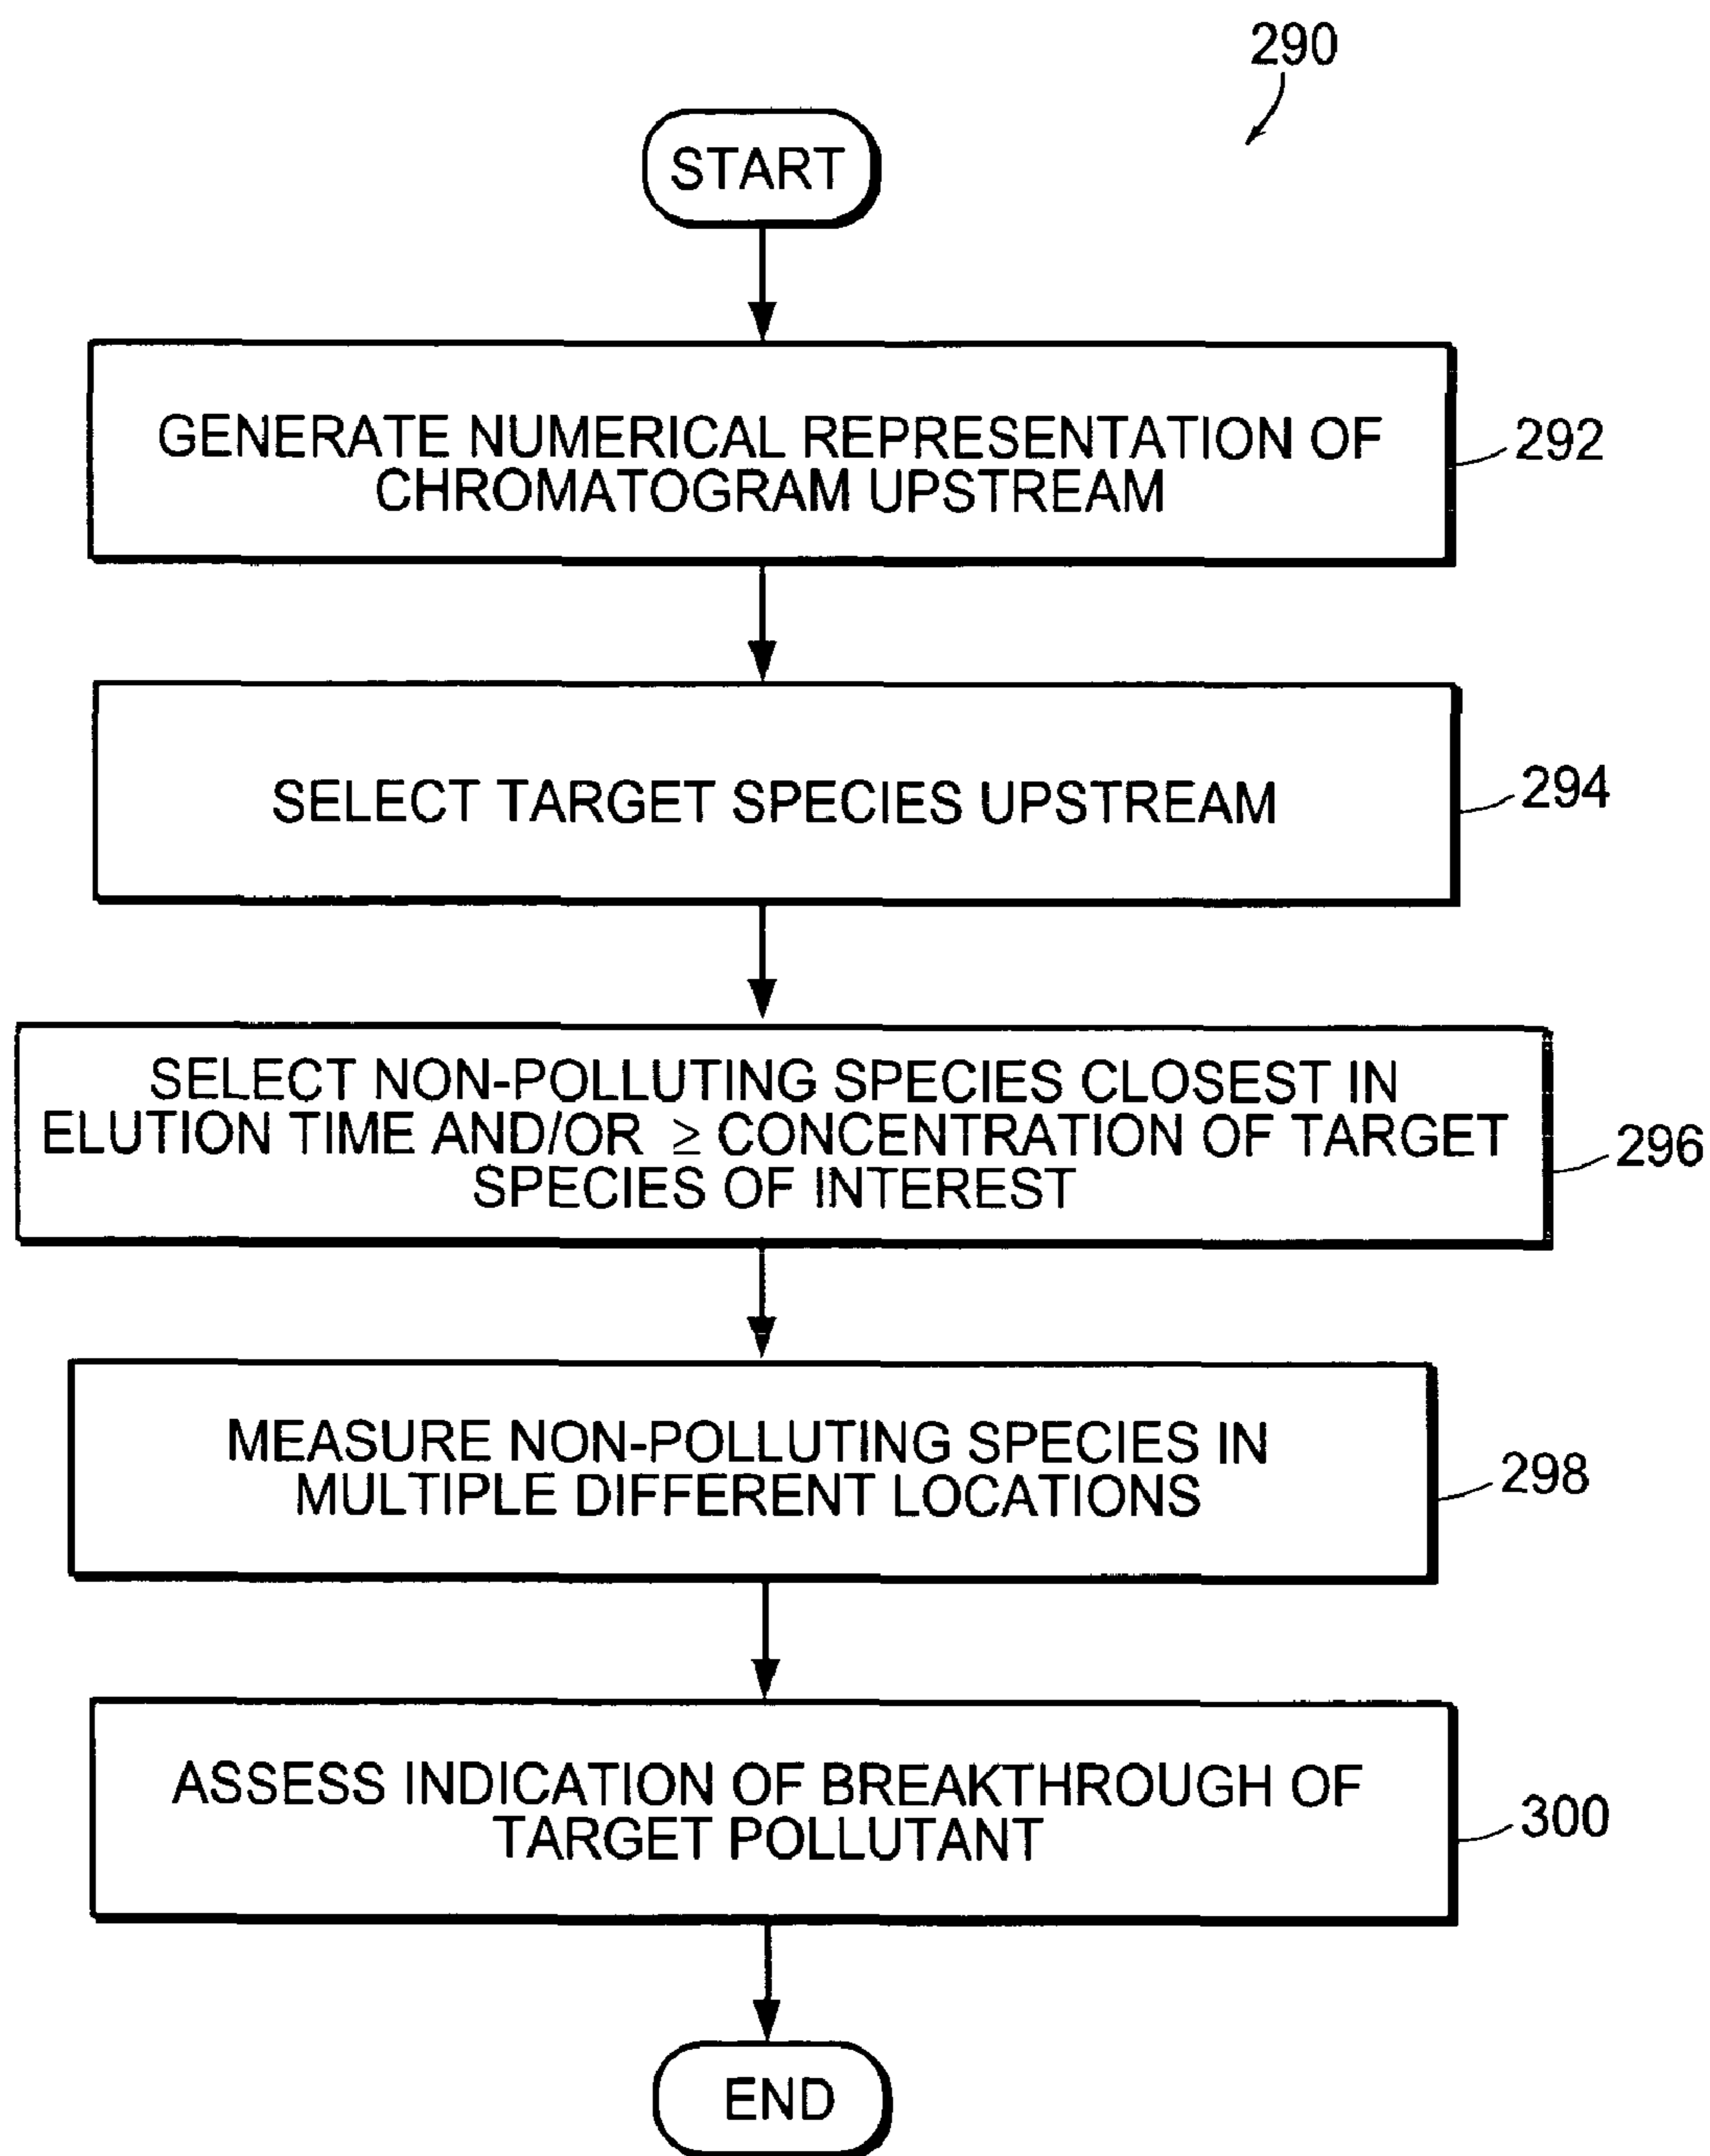 290
START
GENERATE NUMERICAL REPRESENTATION OF
CHROMATOGRAM UPSTREAM
292
SELECT TARGET SPECIES UPSTREAM
294
SELECT NON-POLLUTING SPECIES CLOSEST IN
ELUTION TIME AND/OR ≥ CONCENTRATION OF TARGET
SPECIES OF INTEREST
296
MEASURE NON-POLLUTING SPECIES IN
MULTIPLE DIFFERENT LOCATIONS
298
ASSESS INDICATION OF BREAKTHROUGH OF
TARGET POLLUTANT
300
END